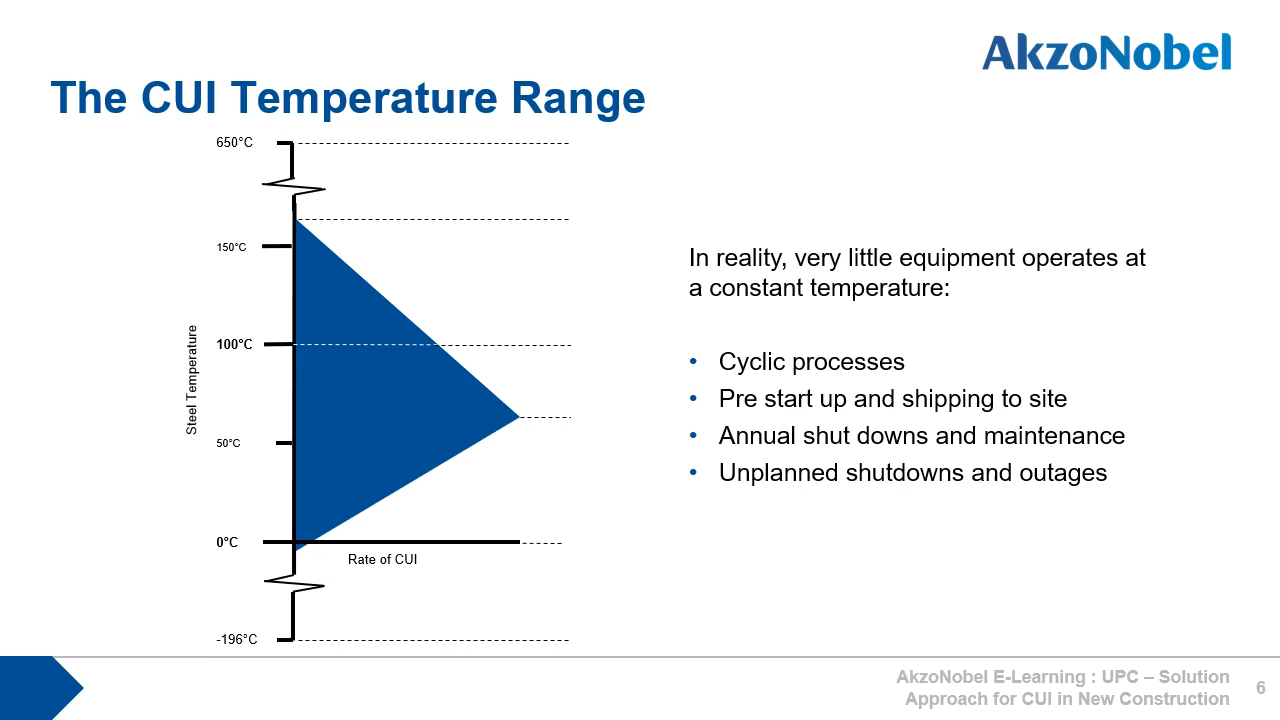 AkzoNobel
The CUI Temperature Range
650°C
150°C
100°C
50°C
0°C
-196°C
Steel Temperature
Rate of CUI
In reality, very little equipment operates at
a constant temperature:
• Cyclic processes
• Pre start up and shipping to site
• Annual shut downs and maintenance
• Unplanned shutdowns and outages
AkzoNobel E-Learning : UPC – Solution
Approach for CUI in New Construction
6